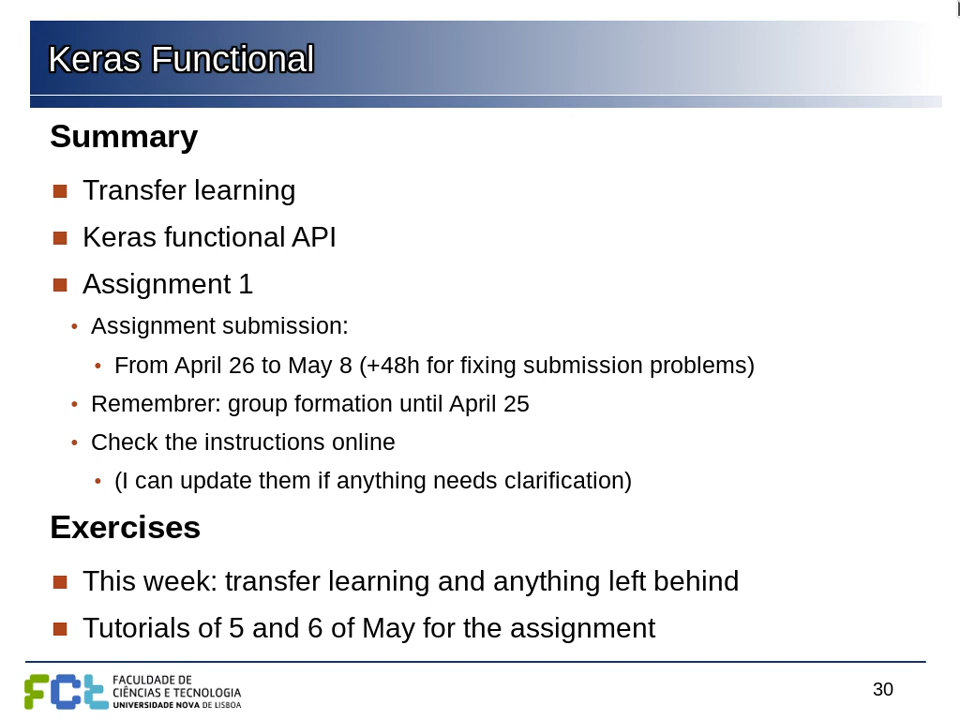 Keras Functional
Summary
Transfer learning
Keras functional API
Assignment 1
Assignment submission:
From April 26 to May 8 (+48h for fixing submission problems)
Remembrer: group formation until April 25
Check the instructions online
(I can update them if anything needs clarification)
Exercises
This week: transfer learning and anything left behind
Tutorials of 5 and 6 of May for the assignment
FCt
FACULDADE DE
CIÊNCIAS E TECNOLOGIA
UNIVERSIDADE NOVA DE LISBOA
30